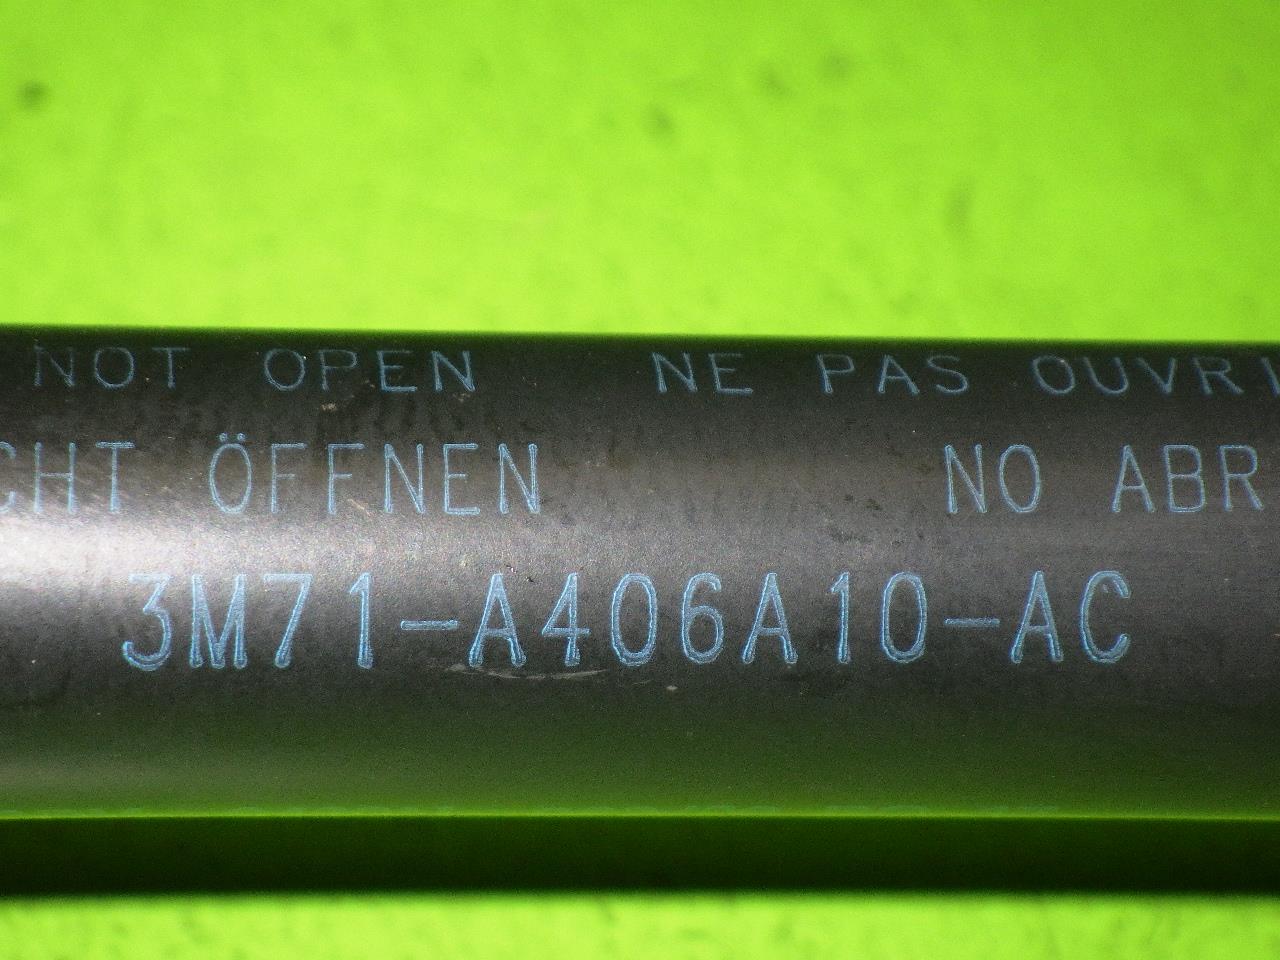 NOT OPEN NE PAS OUVRI
CHT ÖFFNEN NO ABR
3M71-A406A10-AC